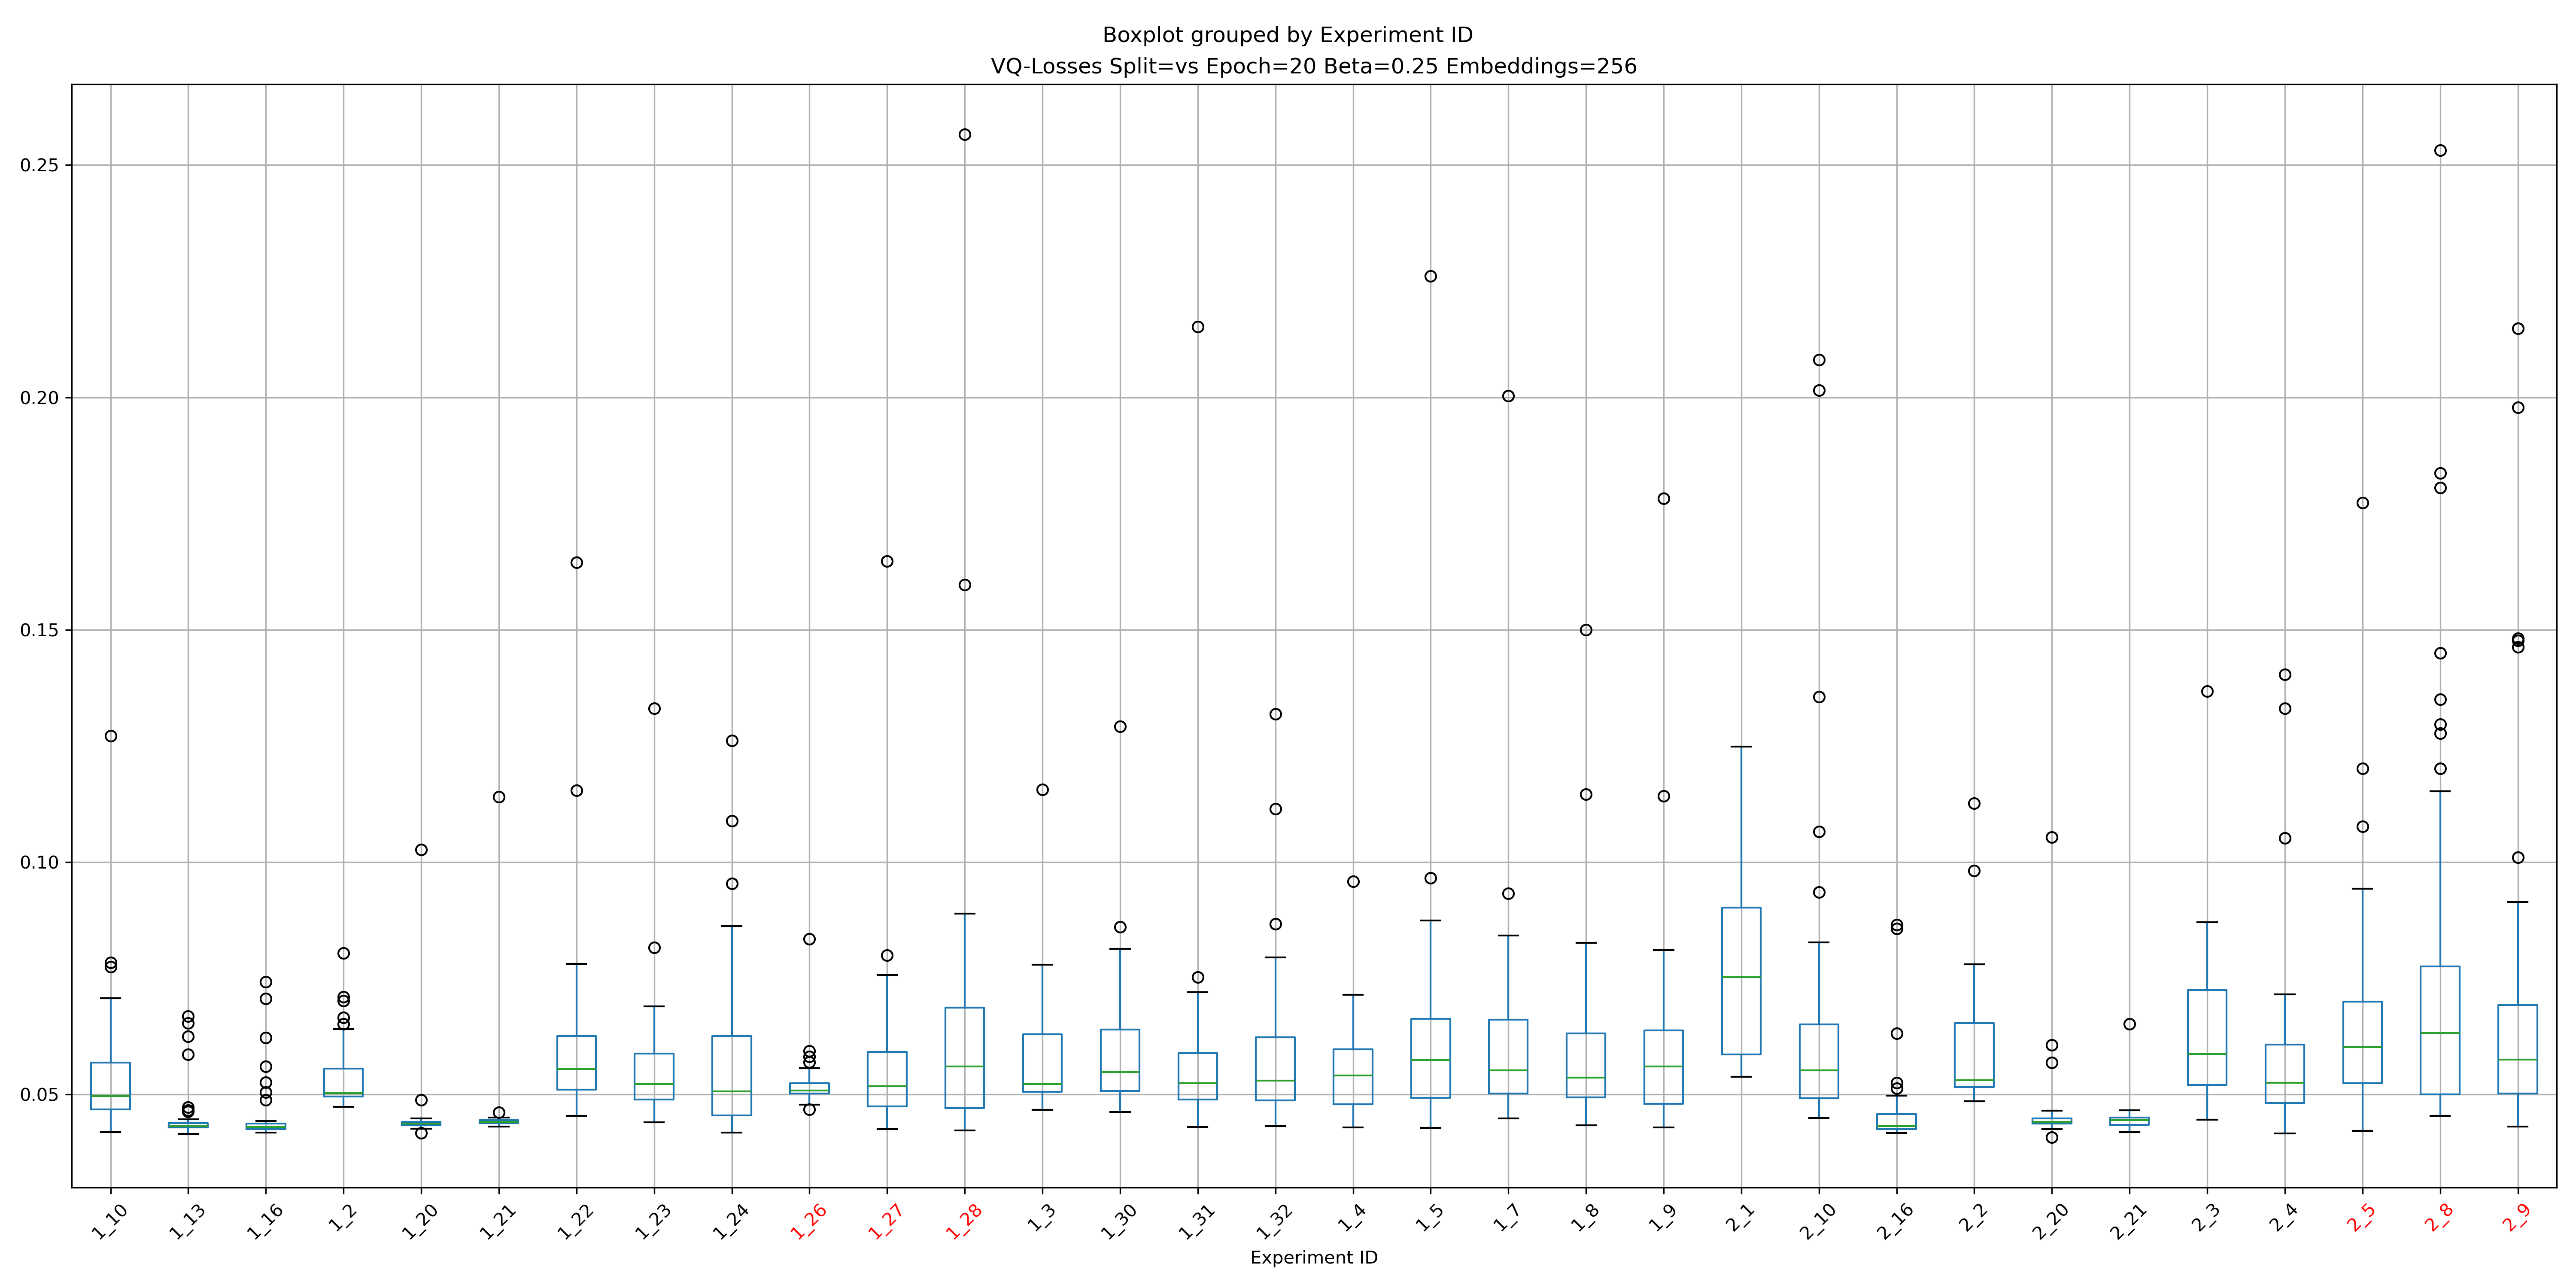 Boxplot grouped by Experiment ID
VQ-Losses Split=vs Epoch=20 Beta=0.25 Embeddings=256
0.25
0.20
0.15
0.10
0.05
1_10 1_13 1_16 1_2 1_20 1_21 1_22 1_23 1_24 1_26 1_27 1_28 1_3 1_30 1_31 1_32 1_4 1_5 1_7 1_8 1_9 2_1 2_10 2_16 2_2 2_20 2_21 2_3 2_4 2_5 2_8 2_9
Experiment ID